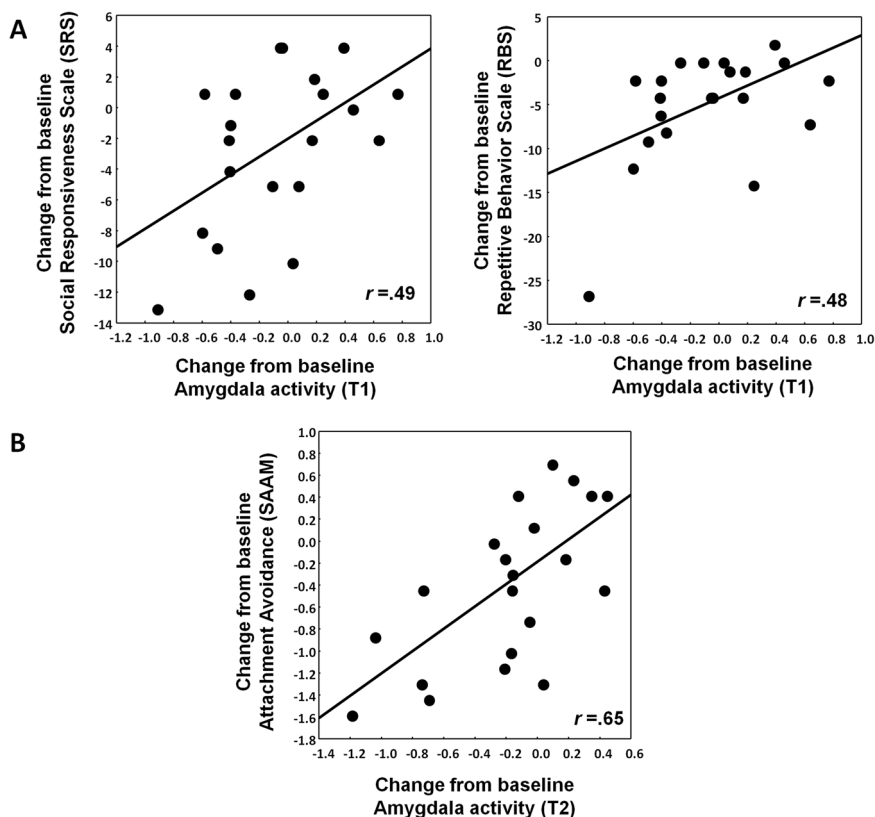 A
Change from baseline
Social Responsiveness Scale (SRS)
6
4
2
0
-2
-4
-6
-8
-10
-12
-14
r =.49
-1.2 -1.0 -0.8 -0.6 -0.4 -0.2 0.0 0.2 0.4 0.6 0.8 1.0
Change from baseline
Amygdala activity (T1)
Change from baseline
Repetitive Behavior Scale (RBS)
5
0
-5
-10
-15
-20
-25
-30
r =.48
-1.2 -1.0 -0.8 -0.6 -0.4 -0.2 0.0 0.2 0.4 0.6 0.8 1.0
Change from baseline
Amygdala activity (T1)
B
Change from baseline
Attachment Avoidance (SAAM)
1.0
0.8
0.6
0.4
0.2
0.0
-0.2
-0.4
-0.6
-0.8
-1.0
-1.2
-1.4
-1.6
-1.8
r =.65
-1.4 -1.2 -1.0 -0.8 -0.6 -0.4 -0.2 0.0 0.2 0.4 0.6
Change from baseline
Amygdala activity (T2)